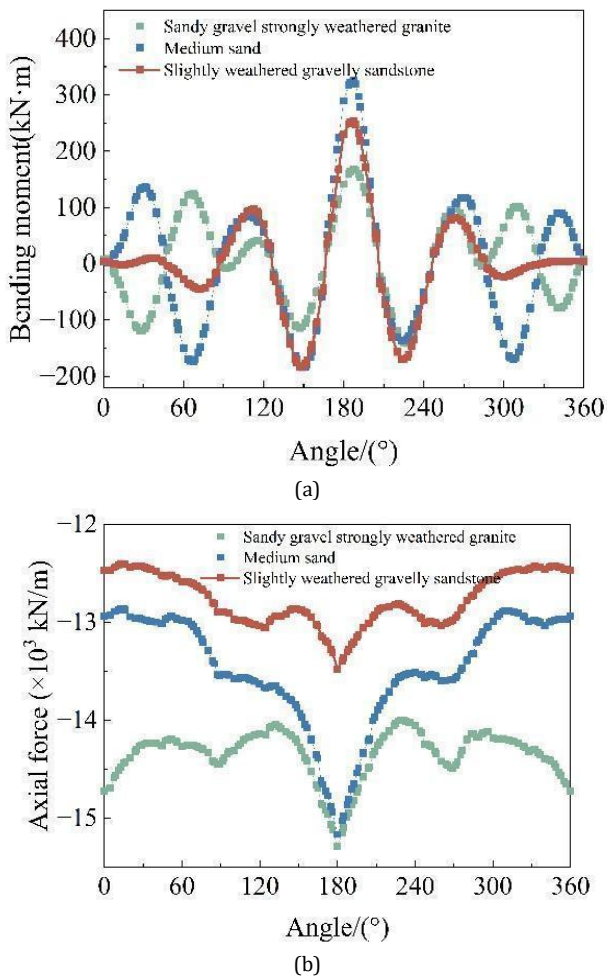 400
300
200
100
0
−100
−200
Bending moment(kN·m)
Sandy gravel strongly weathered granite
Medium sand
Slightly weathered gravelly sandstone
0 60 120 180 240 300 360
Angle/(°)
(a)
−12
−13
−14
−15
Axial force (×10³ kN/m)
Sandy gravel strongly weathered granite
Medium sand
Slightly weathered gravelly sandstone
0 60 120 180 240 300 360
Angle/(°)
(b)